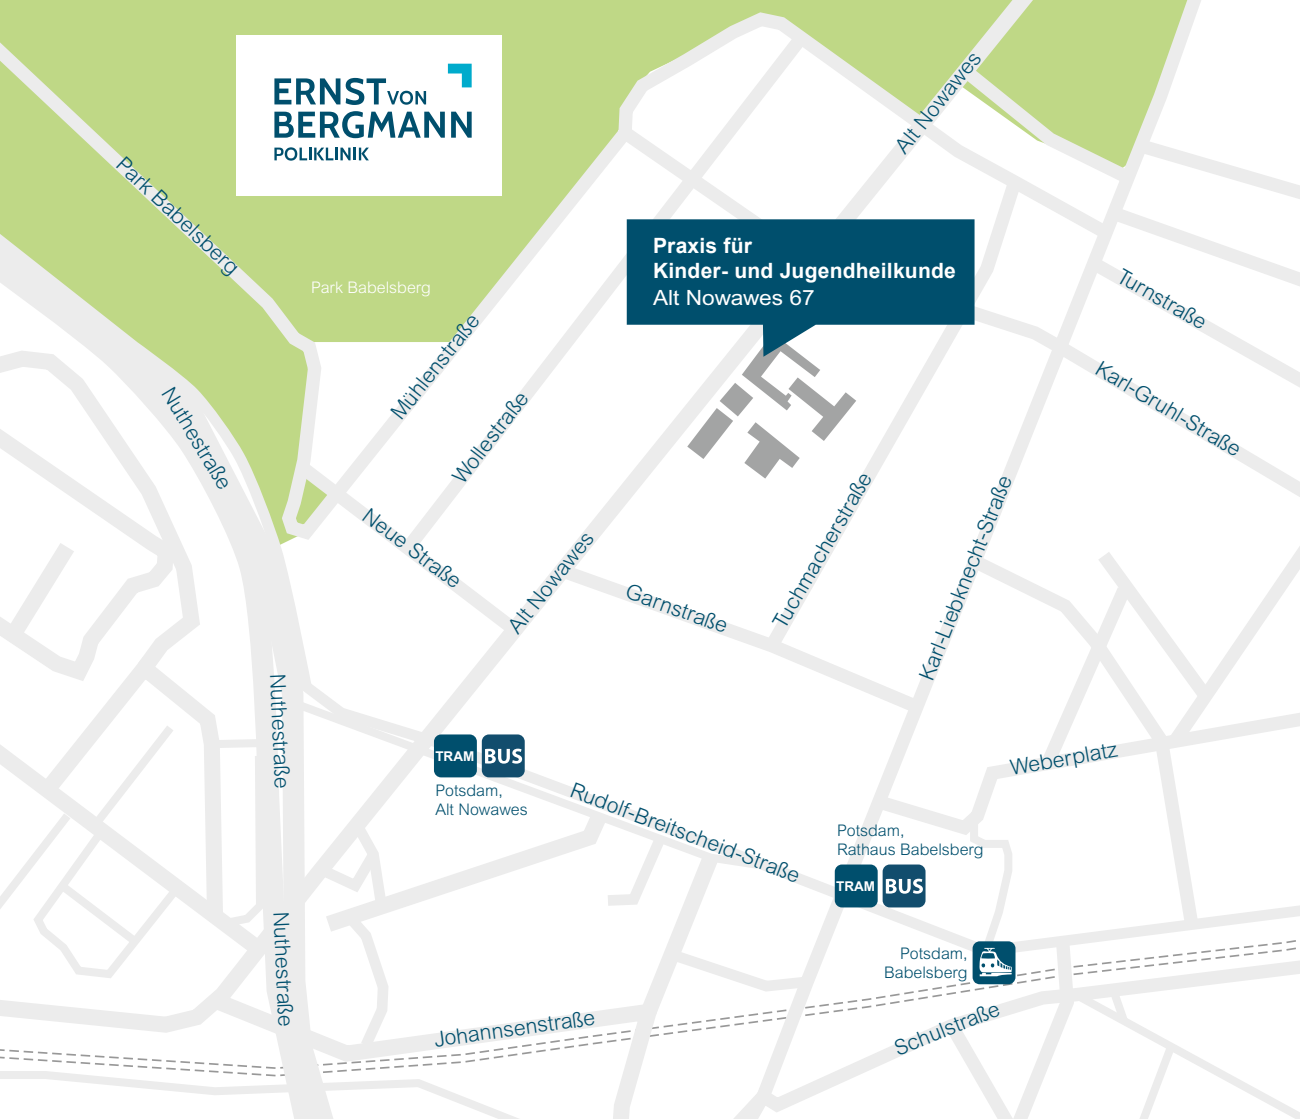 ERNST VON
BERGMANN
POLIKLINIK
Alt Nowawes
Park Babelsberg
Park Babelsberg
Praxis für
Kinder- und Jugendheilkunde
Alt Nowawes 67
Turnstraße
Mühlenstraße
Karl-Gruhl-Straße
Wollestraße
Nuthestraße
Neue Straße
Alt Nowawes
Garnstraße
Tuchmacherstraße
Karl-Liebknecht-Straße
Nuthestraße
TRAM BUS
Potsdam,
Alt Nowawes
Weberplatz
Rudolf-Breitscheid-Straße
Potsdam,
Rathaus Babelsberg
TRAM BUS
Nuthestraße
Potsdam,
Babelsberg
Johannsenstraße
Schulstraße